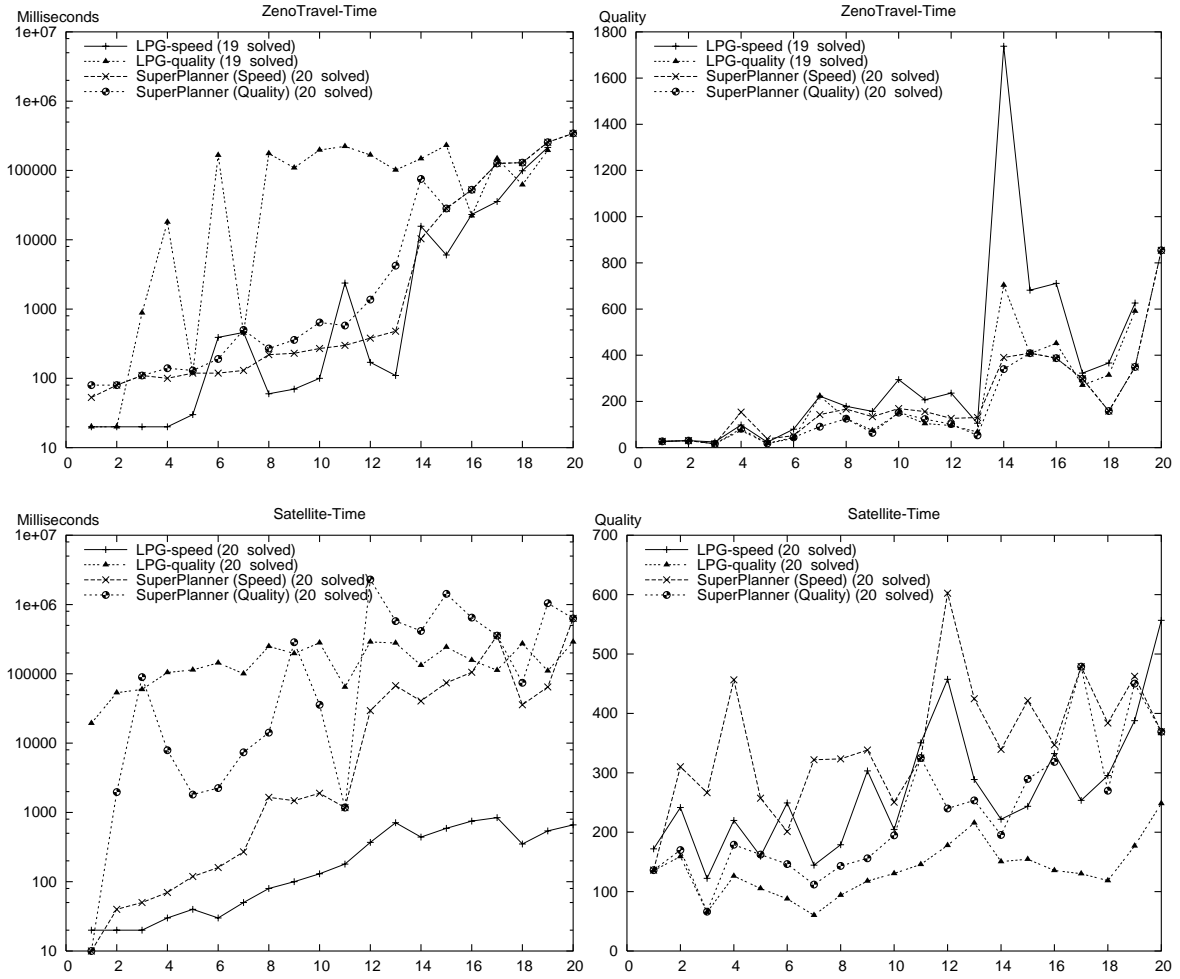 Milliseconds
ZenoTravel-Time
1e+07
1e+06
100000
10000
1000
100
10
LPG-speed (19 solved)
LPG-quality (19 solved)
SuperPlanner (Speed) (20 solved)
SuperPlanner (Quality) (20 solved)
0 2 4 6 8 10 12 14 16 18 20
Quality
ZenoTravel-Time
1800
1600
1400
1200
1000
800
600
400
200
0
LPG-speed (19 solved)
LPG-quality (19 solved)
SuperPlanner (Speed) (20 solved)
SuperPlanner (Quality) (20 solved)
0 2 4 6 8 10 12 14 16 18 20
Milliseconds
Satellite-Time
1e+07
1e+06
100000
10000
1000
100
10
LPG-speed (20 solved)
LPG-quality (20 solved)
SuperPlanner (Speed) (20 solved)
SuperPlanner (Quality) (20 solved)
0 2 4 6 8 10 12 14 16 18 20
Quality
Satellite-Time
700
600
500
400
300
200
100
0
LPG-speed (20 solved)
LPG-quality (20 solved)
SuperPlanner (Speed) (20 solved)
SuperPlanner (Quality) (20 solved)
0 2 4 6 8 10 12 14 16 18 20